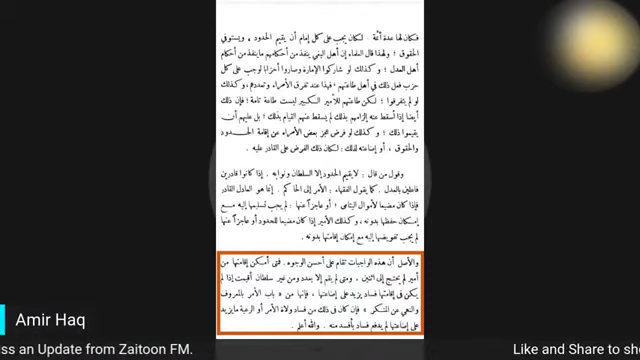 فكان لها عدة أئمة . لكان يجب على كل إمام أن يقيم الحدود ، ويستوفي
الحقوق ؛ ولهذا قال العلماء إن أهل البغي ينفذ من أحكامهم ما ينفذ من أحكام
أهل العدل ؛ وكذلك لو شاركوا الإمارة وصاروا أحزابا لوجب على كل
حزب فعل ذلك في أهل طاعتهم ، فهذا عند تفرق الأمراء وتعددهم ، وكذلك
لو لم يتفرقوا ؛ لكن طاعتهم للأمير الكبير ليست طاعة تامة ؛ فإن ذلك
أيضا إذا أسقط عنه إلزامهم بذلك لم يسقط عنهم القيام بذلك ؛ بل عليهم أن
يقيموا ذلك ؛ وكذلك لو فرض عجز بعض الأمراء عن إقامة الحدود
والحقوق ، أو إضاعته لذلك : لكان ذلك الفرض على القادر عليه .
وقول من قال : لا يقيم الحدود إلا السلطان ونوابه . إذا كانوا قادرين
فاعلين بالعدل . كما يقول الفقهاء : الأمر إلى الحاكم . إنما هو العادل القادر
فإذا كان مضيعا لأموال اليتامى ؛ أو عاجزا عنها : لم يجب تسليمها إليه مع
إمكان حفظها بدونه ، وكذلك الأمير إذا كان مضيعا للحدود أو عاجزا عنها
لم يجب تفويضها إليه مع إمكان إقامتها بدونه .
والأصل أن هذه الواجبات تقام على أحسن الوجوه . فمتى أمكن إقامتها من
أمير لم يحتج إلى اثنين ، ومتى لم يقم إلا بعدد ومن غير سلطان أقيمت إذا لم
يكن في إقامتها فساد يزيد على إضاعتها ، فإنها من « باب الأمر بالمعروف
والنهي عن المنكر » فإن كان في ذلك من فساد ولاة الأمر أو الرعية ما يزيد
على إضاعتها لم يدفع فساد بأفسد منه . والله أعلم .
Amir Haq
ss an Update from Zaitoon FM.
Like and Share to sh